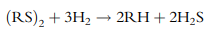 (RS)₂ + 3H₂ → 2RH + 2H₂S